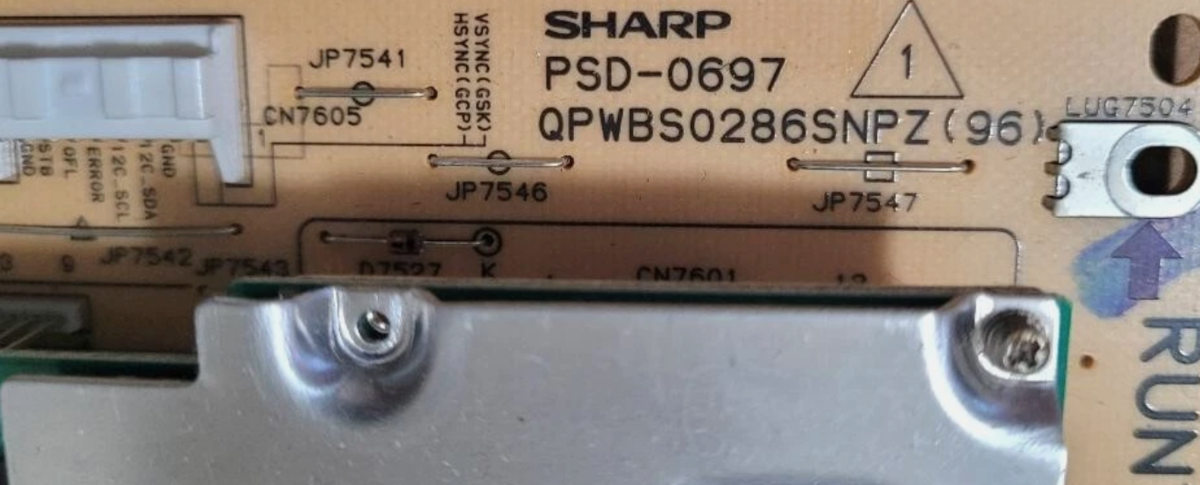 SHARP
PSD-0697
QPWBS0286SNPZ(96)
1
LUG7504
JP7541
CN7605
1
VSYNC(GSK)
HSYNC(GCP)
JP7546
JP7547
GND
I2C_SDA
I2C_SCL
ERROR
OFL
STB
GND
JP7542
JP7543
9
D7527
K
CN7601
12
RUN